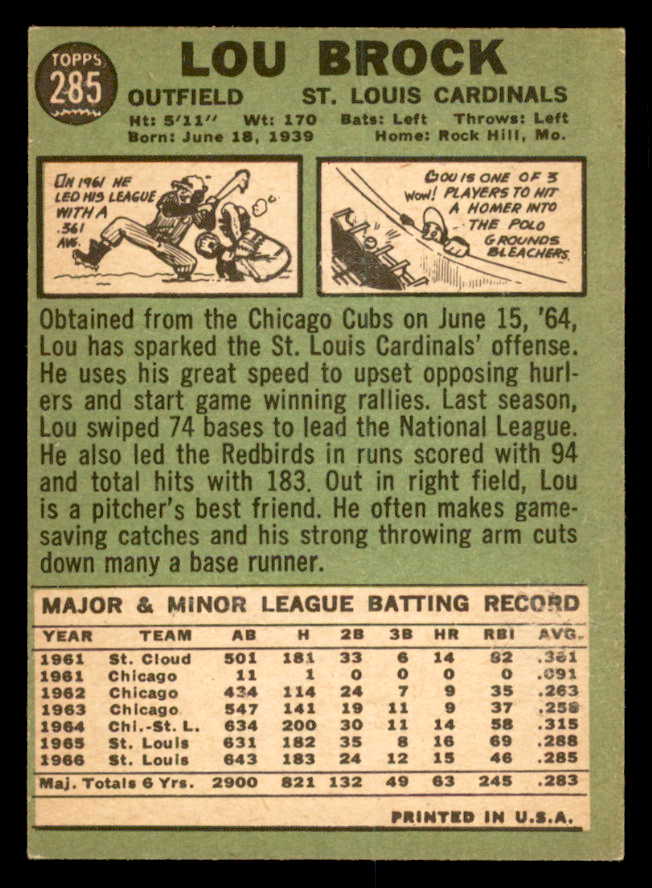 TOPPS
285
LOU BROCK
OUTFIELD ST. LOUIS CARDINALS
Ht: 5'11" Wt: 170 Bats: Left Throws: Left
Born: June 18, 1939 Home: Rock Hill, Mo.
IN 1961 HE
LED HIS LEAGUE
WITH A
.361
AVG.
LOU IS ONE OF 3
WOW! PLAYERS TO HIT
A HOMER INTO
THE POLO
GROUNDS
BLEACHERS
Obtained from the Chicago Cubs on June 15, '64,
Lou has sparked the St. Louis Cardinals' offense.
He uses his great speed to upset opposing hurl-
ers and start game winning rallies. Last season,
Lou swiped 74 bases to lead the National League.
He also led the Redbirds in runs scored with 94
and total hits with 183. Out in right field, Lou
is a pitcher's best friend. He often makes game-
saving catches and his strong throwing arm cuts
down many a base runner.
MAJOR & MINOR LEAGUE BATTING RECORD
YEAR TEAM AB H 2B 3B HR RBI AVG.
1961 St. Cloud 501 181 33 6 14 82 .361
1961 Chicago 11 1 0 0 0 0 .091
1962 Chicago 434 114 24 7 9 35 .263
1963 Chicago 547 141 19 11 9 37 .258
1964 Chi.-St. L. 634 200 30 11 14 58 .315
1965 St. Louis 631 182 35 8 16 69 .288
1966 St. Louis 643 183 24 12 15 46 .285
Maj. Totals 6 Yrs. 2900 821 132 49 63 245 .283
PRINTED IN U.S.A.